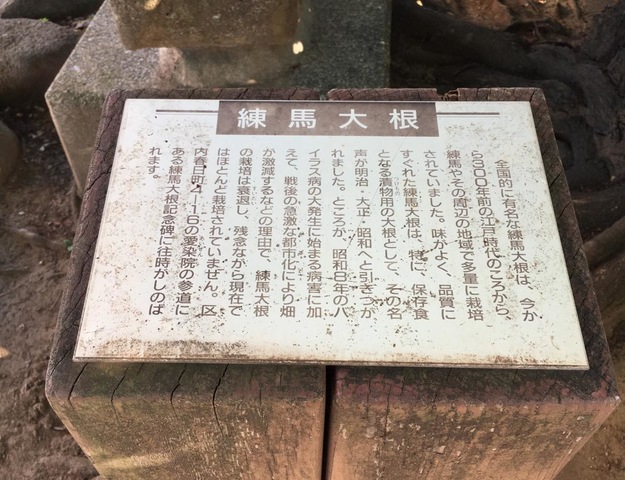 練馬大根
全国的に有名な練馬大根は、今か
ら300年前の江戸時代のころから、
練馬やその周辺の地域で多量に栽培
されていました。味がよく、品質に
すぐれた練馬大根は、特に、保存食
となる漬物用の大根として、その名
声が明治・大正・昭和へと引きつが
れました。ところが、昭和8年のバ
イラス病の大発生に始まる病害に加
えて、戦後の急激な都市化により畑
が激減するなどの理由で、練馬大根
の栽培は衰退し、残念ながら現在で
はほとんど栽培されていません。区
内春日町4―16の愛染院の参道に
ある練馬大根記念碑に往時がしのば
れます。